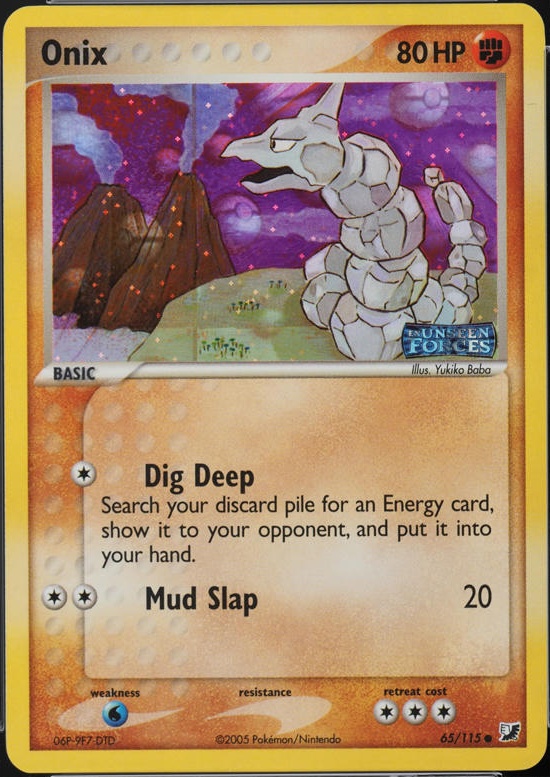 Onix
80 HP
EX UNSEEN
FORCES
BASIC
Illus. Yukiko Baba
Dig Deep
Search your discard pile for an Energy card,
show it to your opponent, and put it into
your hand.
Mud Slap 20
weakness resistance retreat cost
06P-9F7-DTD ©2005 Pokémon/Nintendo 65/115